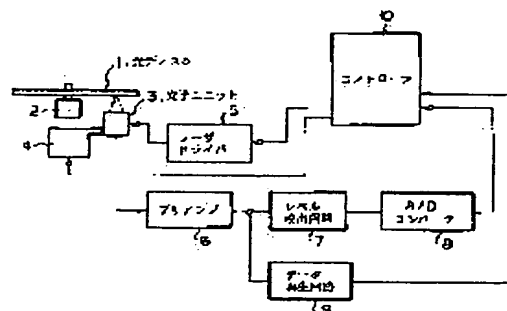 10
コントローラ
1,光ディスク
2
3,光学ユニット
4
5
レーザ
ドライバ
プリアンプ
6
レベル
検出回路
7
A/D
コンバータ
8
データ
再生回路
9